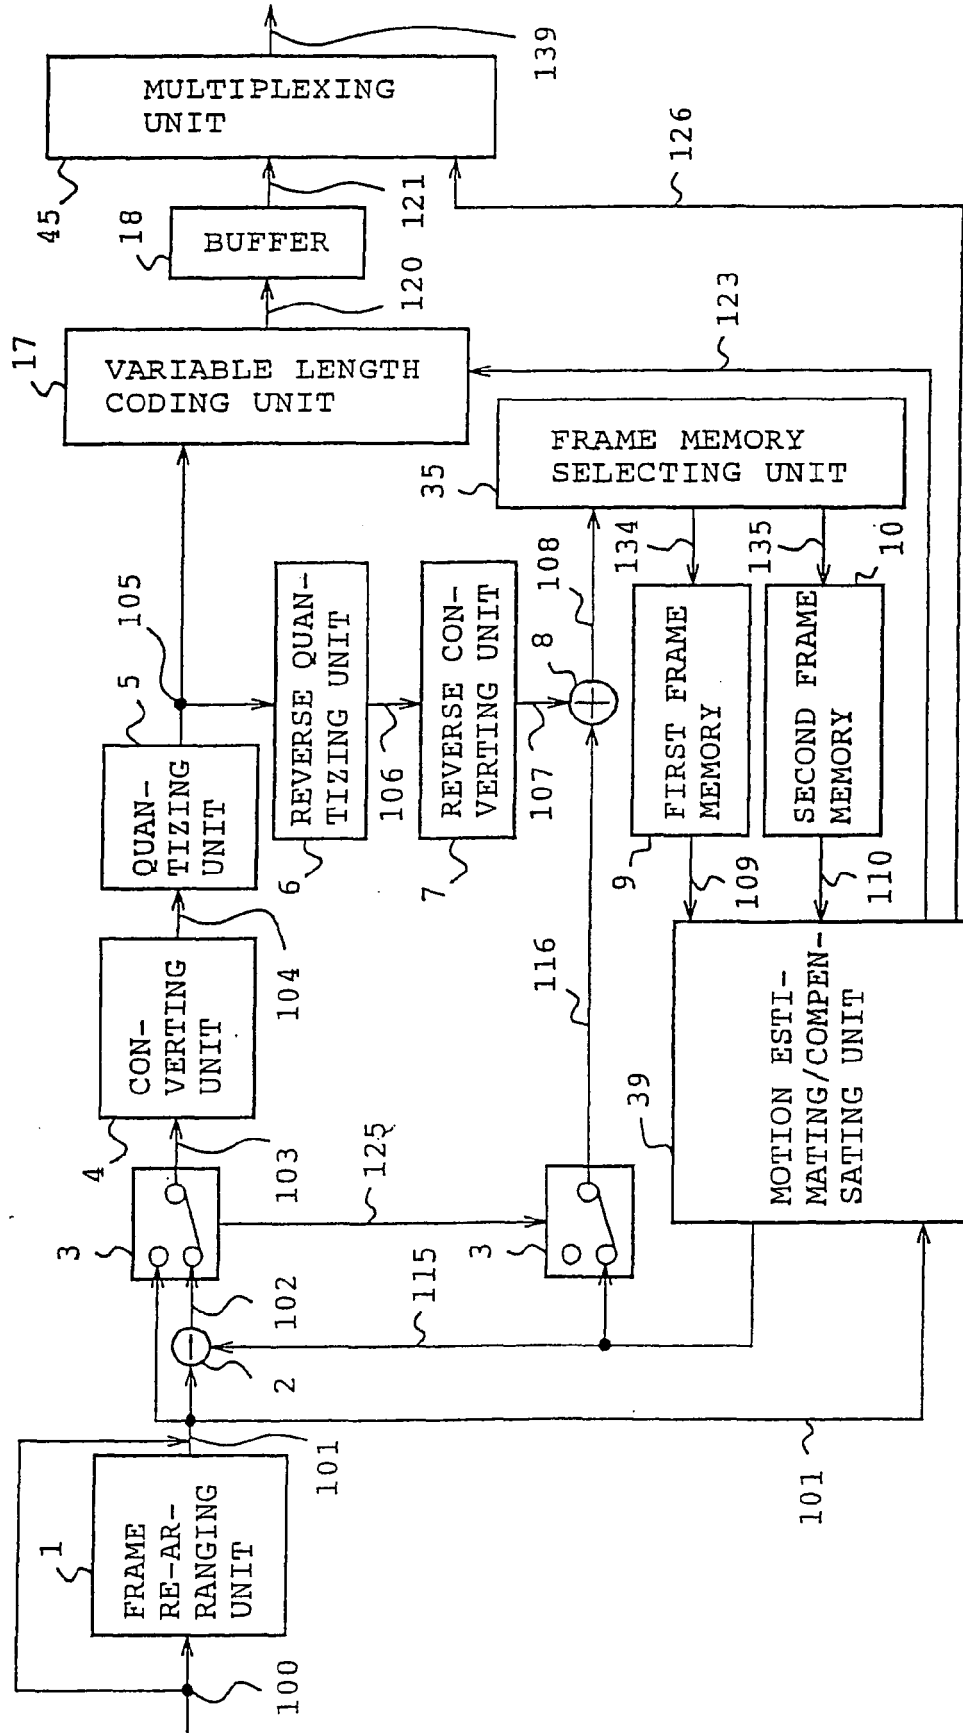 100
1
FRAME
RE-AR-
RANGING
UNIT
101
101
2
102
3
103
4
CON-
VERTING
UNIT
104
5
QUAN-
TIZING
UNIT
105
17
VARIABLE LENGTH
CODING UNIT
120
18
BUFFER
121
45
MULTIPLEXING
UNIT
139
126
123
6
REVERSE QUAN-
TIZING UNIT
106
7
REVERSE CON-
VERTING UNIT
107
8
108
35
FRAME MEMORY
SELECTING UNIT
125
3
115
116
134
135
9
FIRST FRAME
MEMORY
109
10
SECOND FRAME
MEMORY
110
39
MOTION ESTI-
MATING/COMPEN-
SATING UNIT